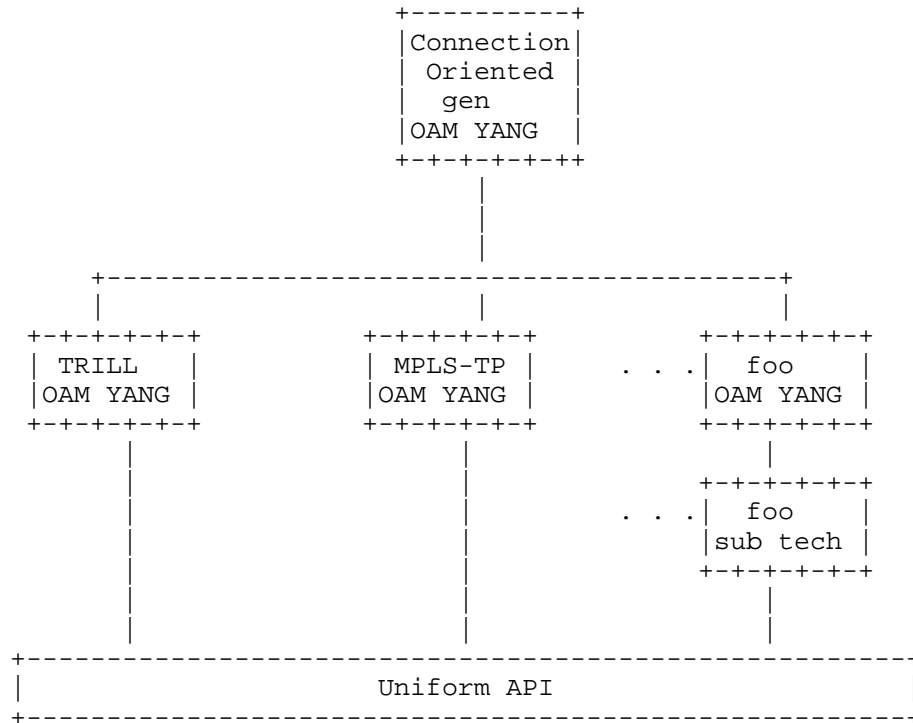 Connection
Oriented
gen
OAM YANG
TRILL MPLS-TP . . . foo
OAM YANG OAM YANG OAM YANG
. . . foo
sub tech
Uniform API